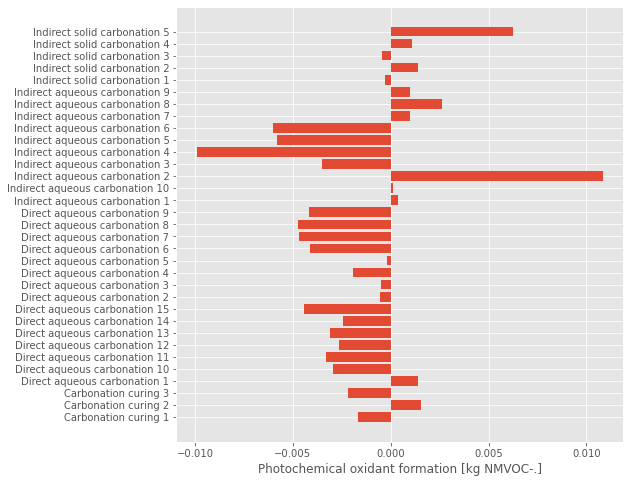 Indirect solid carbonation 5
Indirect solid carbonation 4
Indirect solid carbonation 3
Indirect solid carbonation 2
Indirect solid carbonation 1
Indirect aqueous carbonation 9
Indirect aqueous carbonation 8
Indirect aqueous carbonation 7
Indirect aqueous carbonation 6
Indirect aqueous carbonation 5
Indirect aqueous carbonation 4
Indirect aqueous carbonation 3
Indirect aqueous carbonation 2
Indirect aqueous carbonation 10
Indirect aqueous carbonation 1
Direct aqueous carbonation 9
Direct aqueous carbonation 8
Direct aqueous carbonation 7
Direct aqueous carbonation 6
Direct aqueous carbonation 5
Direct aqueous carbonation 4
Direct aqueous carbonation 3
Direct aqueous carbonation 2
Direct aqueous carbonation 15
Direct aqueous carbonation 14
Direct aqueous carbonation 13
Direct aqueous carbonation 12
Direct aqueous carbonation 11
Direct aqueous carbonation 10
Direct aqueous carbonation 1
Carbonation curing 3
Carbonation curing 2
Carbonation curing 1
−0.010 −0.005 0.000 0.005 0.010
Photochemical oxidant formation [kg NMVOC-.]